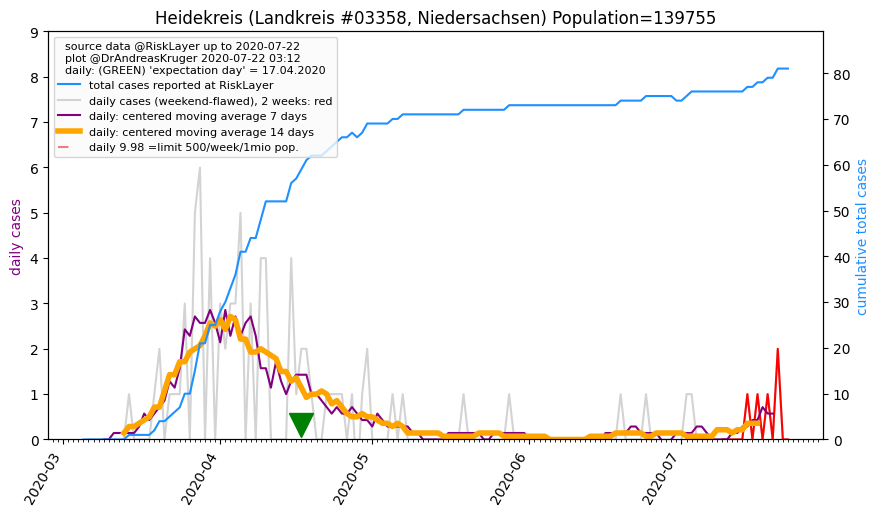 Heidekreis (Landkreis #03358, Niedersachsen) Population=139755
source data @RiskLayer up to 2020-07-22
plot @DrAndreasKruger 2020-07-22 03:12
daily: (GREEN) 'expectation day' = 17.04.2020
total cases reported at RiskLayer
daily cases (weekend-flawed), 2 weeks: red
daily: centered moving average 7 days
daily: centered moving average 14 days
daily 9.98 =limit 500/week/1mio pop.
daily cases
9
8
7
6
5
4
3
2
1
0
80
70
60
50
40
30
20
10
0
cumulative total cases
2020-03
2020-04
2020-05
2020-06
2020-07